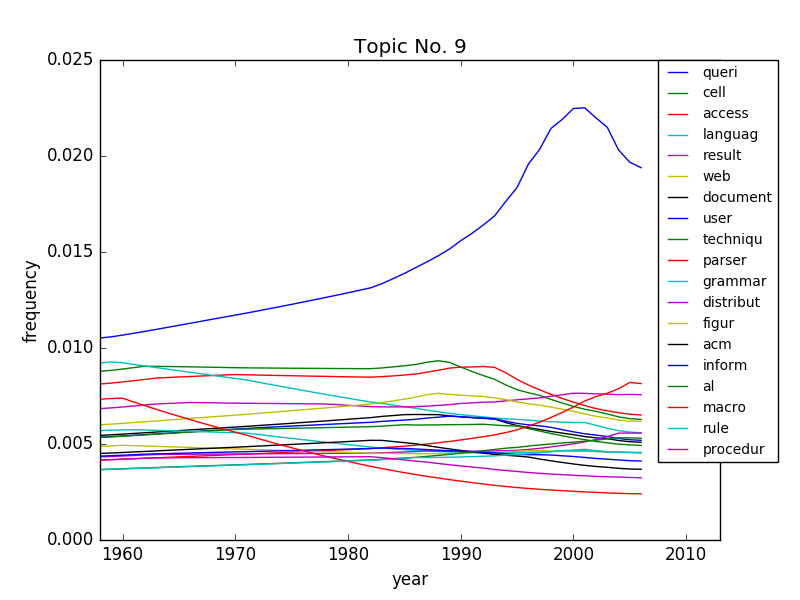 Topic No. 9
0.025
0.020
0.015
0.010
0.005
0.000
frequency
1960 1970 1980 1990 2000 2010
year
queri
cell
access
languag
result
web
document
user
techniqu
parser
grammar
distribut
figur
acm
inform
al
macro
rule
procedur